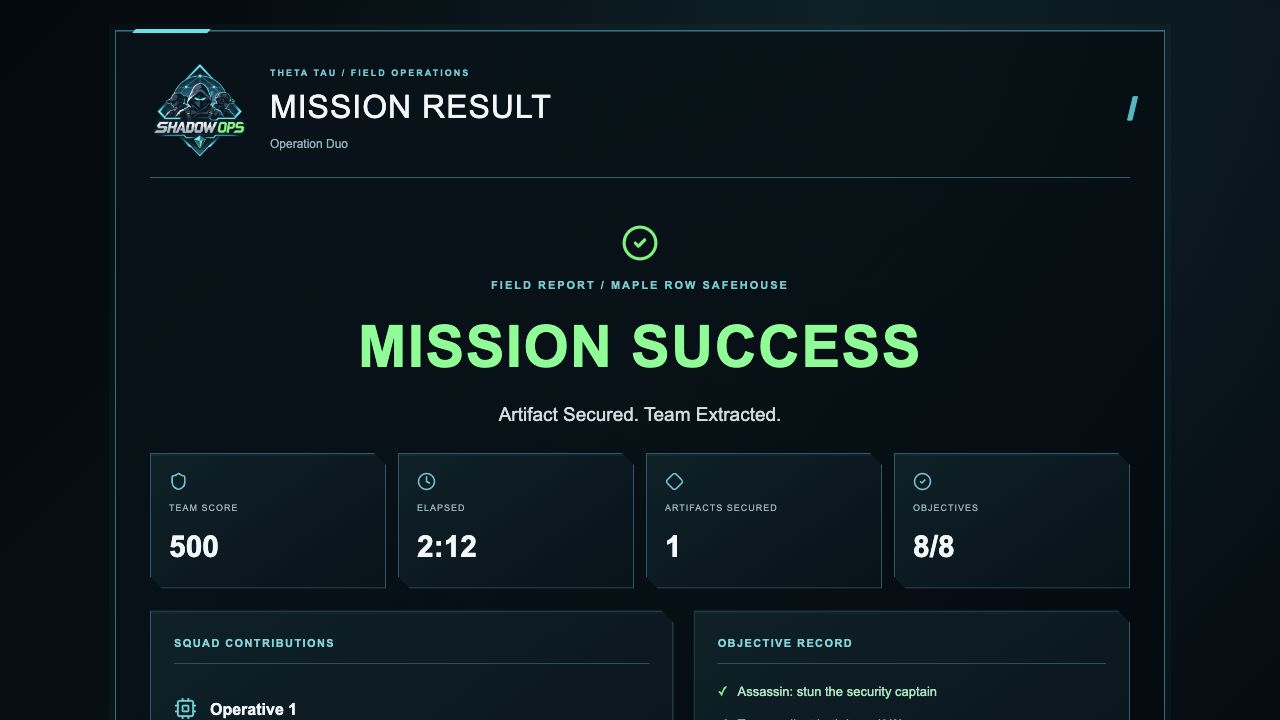 THETA TAU / FIELD OPERATIONS
MISSION RESULT
Operation Duo
SHADOW OPS
FIELD REPORT / MAPLE ROW SAFEHOUSE
MISSION SUCCESS
Artifact Secured. Team Extracted.
TEAM SCORE
500
ELAPSED
2:12
ARTIFACTS SECURED
1
OBJECTIVES
8/8
SQUAD CONTRIBUTIONS
Operative 1
OBJECTIVE RECORD
Assassin: stun the security captain